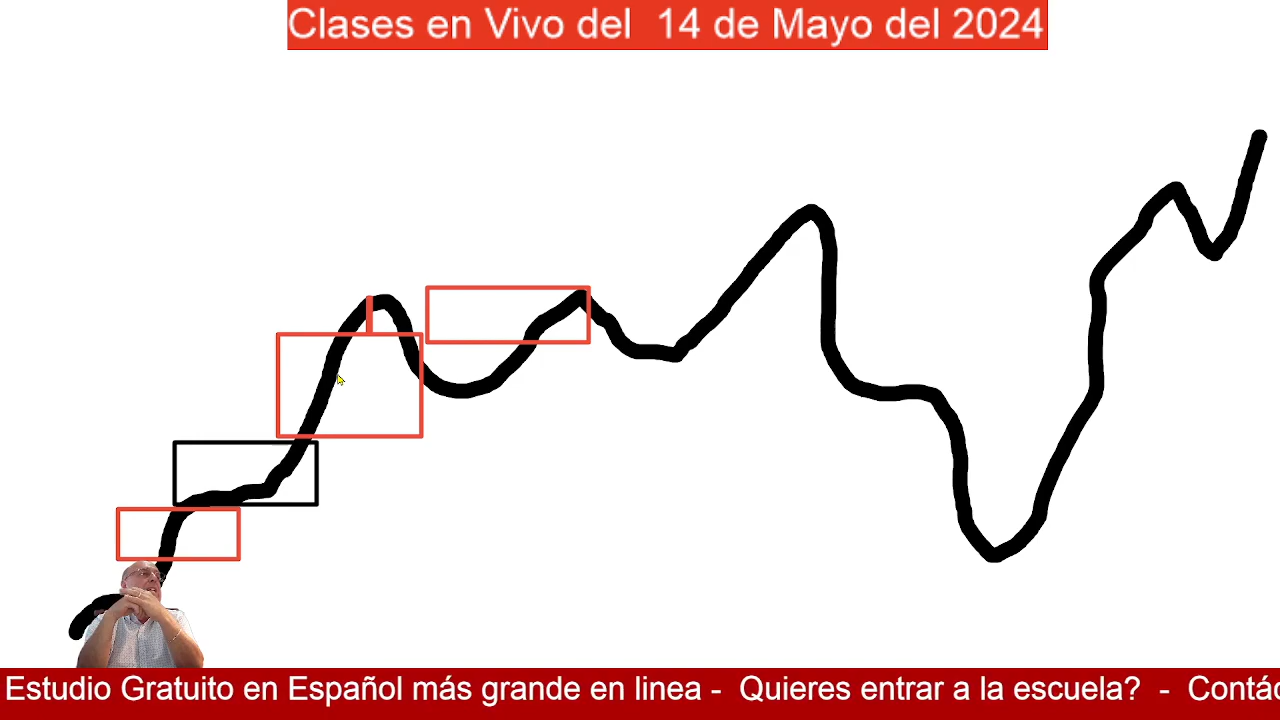 Clases en Vivo del 14 de Mayo del 2024
Estudio Gratuito en Español más grande en linea - Quieres entrar a la escuela? -